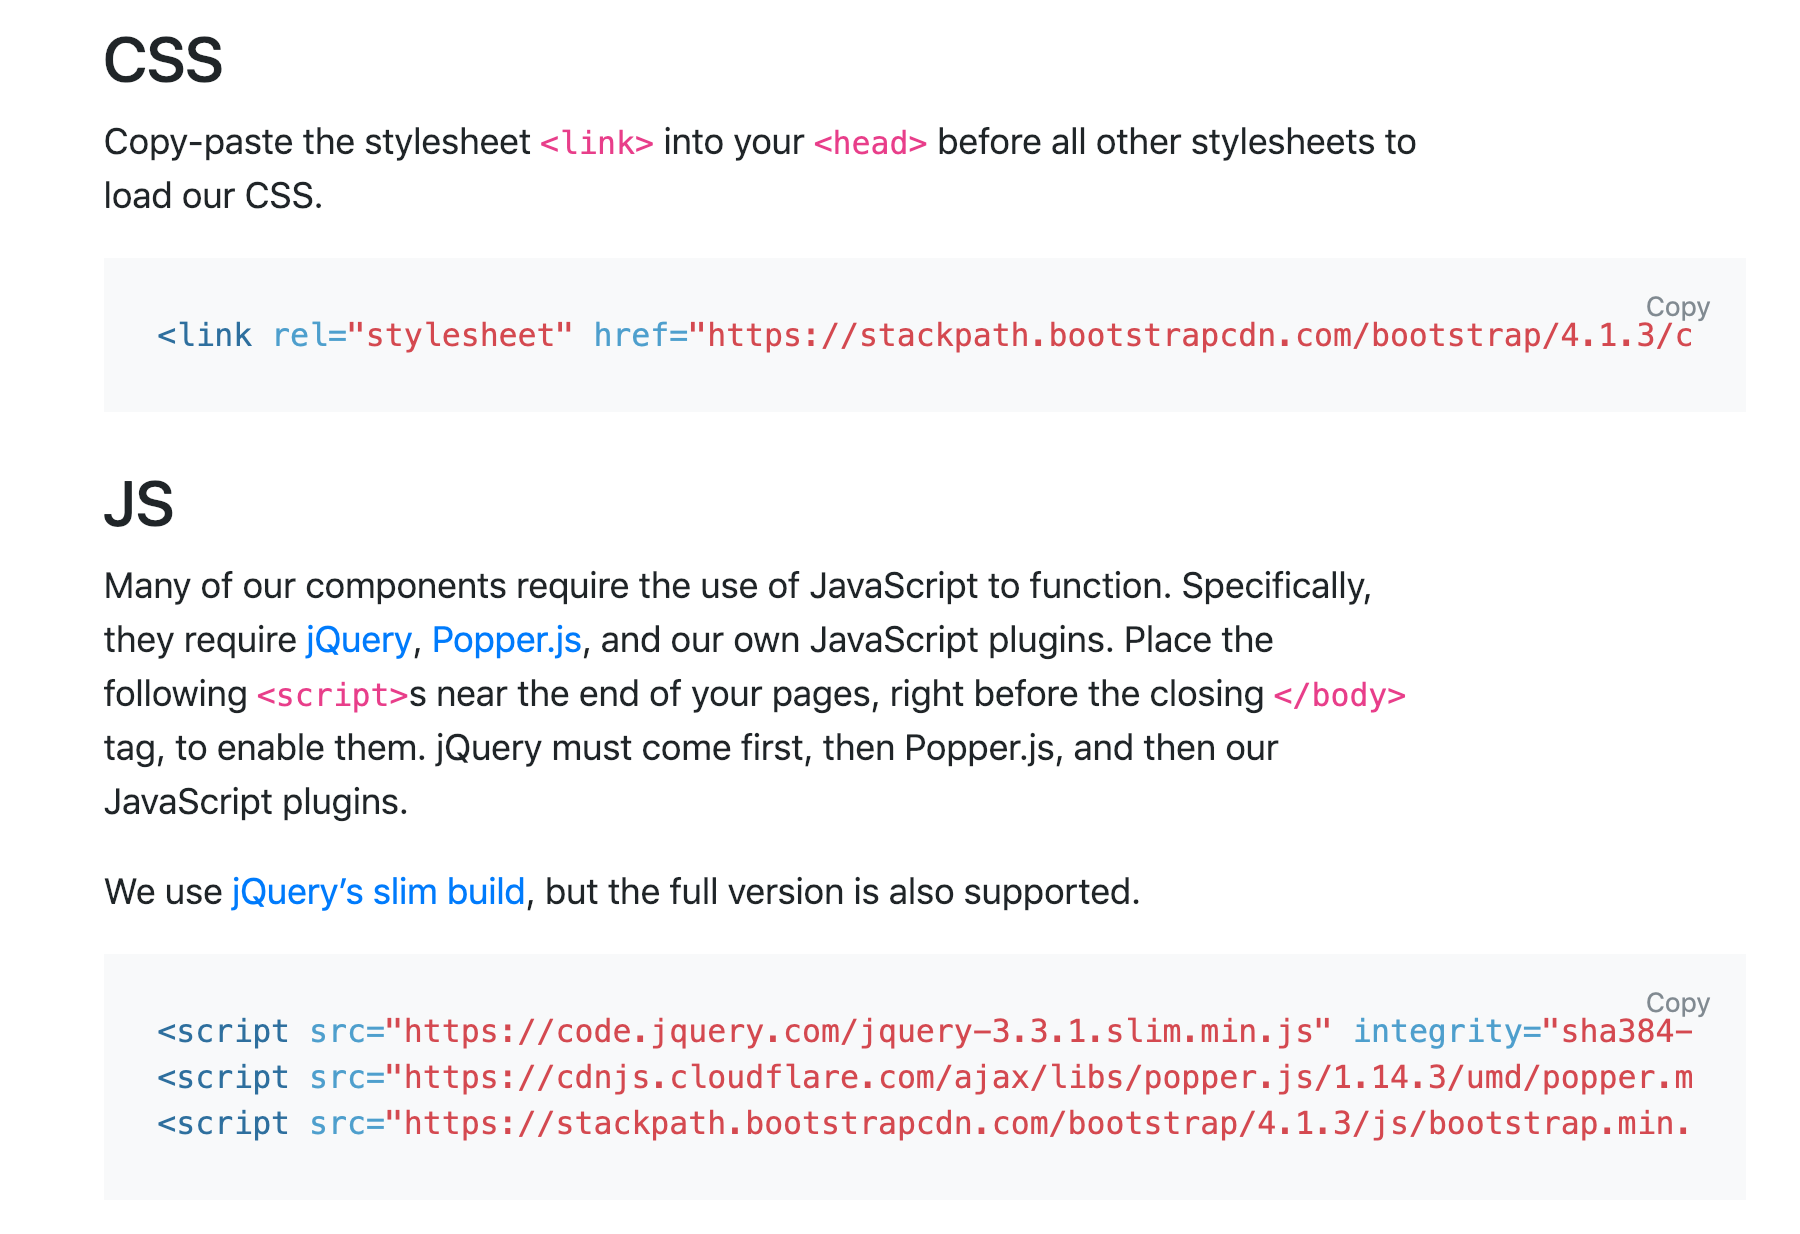 CSS
Copy-paste the stylesheet <link> into your <head> before all other stylesheets to
load our CSS.
Copy
<link rel="stylesheet" href="https://stackpath.bootstrapcdn.com/bootstrap/4.1.3/c
JS
Many of our components require the use of JavaScript to function. Specifically,
they require jQuery, Popper.js, and our own JavaScript plugins. Place the
following <script>s near the end of your pages, right before the closing </body>
tag, to enable them. jQuery must come first, then Popper.js, and then our
JavaScript plugins.
We use jQuery’s slim build, but the full version is also supported.
Copy
<script src="https://code.jquery.com/jquery-3.3.1.slim.min.js" integrity="sha384-
<script src="https://cdnjs.cloudflare.com/ajax/libs/popper.js/1.14.3/umd/popper.m
<script src="https://stackpath.bootstrapcdn.com/bootstrap/4.1.3/js/bootstrap.min.